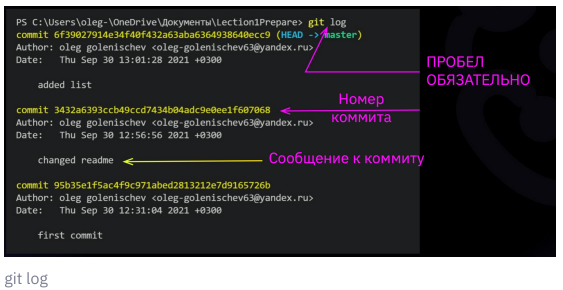 PS C:\Users\oleg-\OneDrive\Документы\Lection1Prepare> git log
commit 6f39027914e34f40f432a63aba6364938640ecc9 (HEAD -> master)
Author: oleg golenischev <oleg-golenischev63@yandex.ru>
Date:   Thu Sep 30 13:01:28 2021 +0300
ПРОБЕЛ
ОБЯЗАТЕЛЬНО
added list
Номер
коммита
commit 3432a6393ccb49ccd7434b04adc9e0ee1f607068
Author: oleg golenischev <oleg-golenischev63@yandex.ru>
Date:   Thu Sep 30 12:56:56 2021 +0300
changed readme
Сообщение к коммиту
commit 95b35e1f5ac4f9c971abed2813212e7d9165726b
Author: oleg golenischev <oleg-golenischev63@yandex.ru>
Date:   Thu Sep 30 12:31:04 2021 +0300
first commit
git log